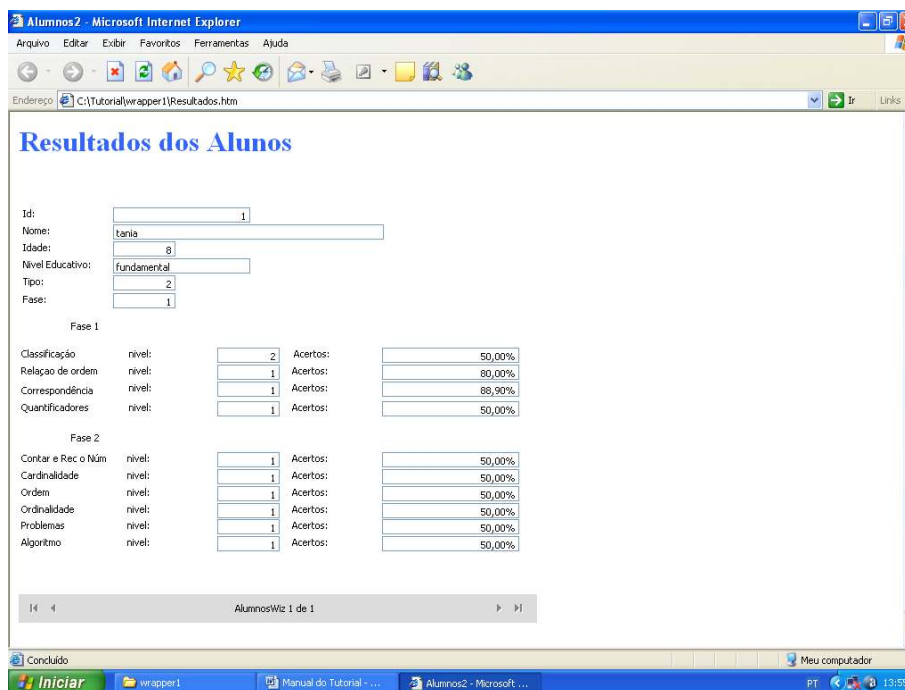 Alumnos2 - Microsoft Internet Explorer
Arquivo Editar Exibir Favoritos Ferramentas Ajuda
Endereço C:\Tutorial\wrapper1\Resultados.htm Ir Links
Resultados dos Alunos
Id: 1
Nome: tania
Idade: 8
Nivel Educativo: fundamental
Tipo: 2
Fase: 1
Fase 1
Classificação nivel: 2 Acertos: 50,00%
Relaçao de ordem nivel: 1 Acertos: 80,00%
Correspondência nivel: 1 Acertos: 88,90%
Quantificadores nivel: 1 Acertos: 50,00%
Fase 2
Contar e Rec o Núm nivel: 1 Acertos: 50,00%
Cardinalidade nivel: 1 Acertos: 50,00%
Ordem nivel: 1 Acertos: 50,00%
Ordinalidade nivel: 1 Acertos: 50,00%
Problemas nivel: 1 Acertos: 50,00%
Algoritmo nivel: 1 Acertos: 50,00%
AlumnosWiz 1 de 1
Concluído Meu computador
Iniciar wrapper1 Manual do Tutorial - ... Alumnos2 - Microsoft ... PT